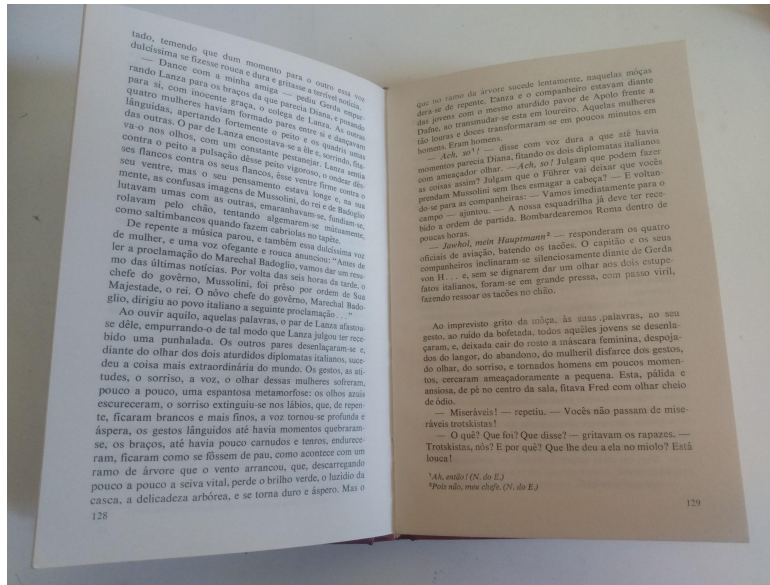 tado, temendo que dum momento para o outro essa voz
dulcíssima se fizesse rouca e dura e gritasse a terrível notícia.
— Dance com a minha amiga — pediu Gerda empur-
rando Lanza para os braços da que parecia Diana, e puxando
para si, com inocente graça, o colega de Lanza. As outras
quatro mulheres haviam formado pares entre si e dançavam
lânguidas, apertando fortemente o peito e os quadris umas
das outras. O par de Lanza encostava-se a êle e, sorrindo, fita-
va-o nos olhos, com um constante pestanejar. Lanza sentia
contra o peito a pulsação dêsse peito vigoroso, o ondear dês-
ses flancos contra os seus flancos, êsse ventre firme contra o
seu ventre, mas o seu pensamento estava longe e, na sua
mente, as confusas imagens de Mussolini, do rei e de Badoglio
lutavam umas com as outras, emaranhavam-se, fundiam-se,
rolavam pelo chão, tentando algemarem-se mùtuamente,
como saltimbancos quando fazem cabriolas no tapête.
De repente a música parou, e também essa dulcíssima voz
de mulher, e uma voz ofegante e rouca anunciou: "Antes de
ler a proclamação do Marechal Badoglio, vamos dar um resu-
mo das últimas notícias. Por volta das seis horas da tarde, o
chefe do govêrno, Mussolini, foi prêso por ordem de Sua
Majestade, o rei. O nôvo chefe do govêrno, Marechal Bado-
glio, dirigiu ao povo italiano a seguinte proclamação. . ."
Ao ouvir aquilo, aquelas palavras, o par de Lanza afastou-
se dêle, empurrando-o de tal modo que Lanza julgou ter rece-
bido uma punhalada. Os outros pares desenlaçaram-se e,
diante do olhar dos dois aturdidos diplomatas italianos, suce-
deu a coisa mais extraordinária do mundo. Os gestos, as ati-
tudes, o sorriso, a voz, o olhar dessas mulheres sofreram,
pouco a pouco, uma espantosa metamorfose: os olhos azuis
escureceram, o sorriso extinguiu-se nos lábios, que, de repen-
te, ficaram brancos e mais finos, a voz tornou-se profunda e
áspera, os gestos lânguidos até havia momentos quebraram-
se, os braços, até havia pouco carnudos e tenros, endurece-
ram, ficaram como se fôssem de pau, como acontece com um
ramo de árvore que o vento arrancou, que, descarregando
pouco a pouco a seiva vital, perde o brilho verde, o luzidio da
casca, a delicadeza arbórea, e se torna duro e áspero. Mas o
128
que no ramo da árvore sucede lentamente, naquelas môças
dera-se de repente. Lanza e o companheiro estavam diante
das jovens com o mesmo aturdido pavor de Apolo frente a
Dafne, ao transmudar-se esta em loureiro. Aquelas mulheres
tão louras e doces transformaram-se em poucos minutos em
homens. Eram homens.
— Ach, so¹! — disse com voz dura a que até havia
momentos parecia Diana, fitando os dois diplomatas italianos
com ameaçador olhar. — Ach, so! Julgam que podem fazer
as coisas assim? Julgam que o Führer vai deixar que vocês
prendam Mussolini sem lhes esmagar a cabeça? — E voltan-
do-se para as companheiras: — Vamos imediatamente para o
campo — ajuntou. — A nossa esquadrilha já deve ter rece-
bido a ordem de partida. Bombardearemos Roma dentro de
poucas horas.
— Jawhol, mein Hauptmann² — responderam os quatro
oficiais de aviação, batendo os tacões. O capitão e os seus
companheiros inclinaram-se silenciosamente diante de Gerda
von H. . . e, sem se dignarem dar um olhar aos dois estupe-
fatos italianos, foram-se em grande pressa, com passo viril,
fazendo ressoar os tacões no chão.
Ao imprevisto grito da môça, às suas palavras, ao seu
gesto, ao ruído da bofetada, todos aquêles jovens se desenla-
çaram, e, deixada cair do rosto a máscara feminina, despoja-
dos do langor, do abandono, do mulheril disfarce dos gestos,
do olhar, do sorriso, e tornados homens em poucos momen-
tos, cercaram ameaçadoramente a pequena. Esta, pálida e
ansiosa, de pé no centro da sala, fitava Fred com olhar cheio
de ódio.
— Miseráveis! — repetiu. — Vocês não passam de mise-
ráveis trotskistas!
— O quê? Que foi? Que disse? — gritavam os rapazes. —
Trotskistas, nós? E por quê? Que lhe deu a ela no miolo? Está
louca!
¹Ah, então! (N. do E.)
²Pois não, meu chefe. (N. do E.)
129